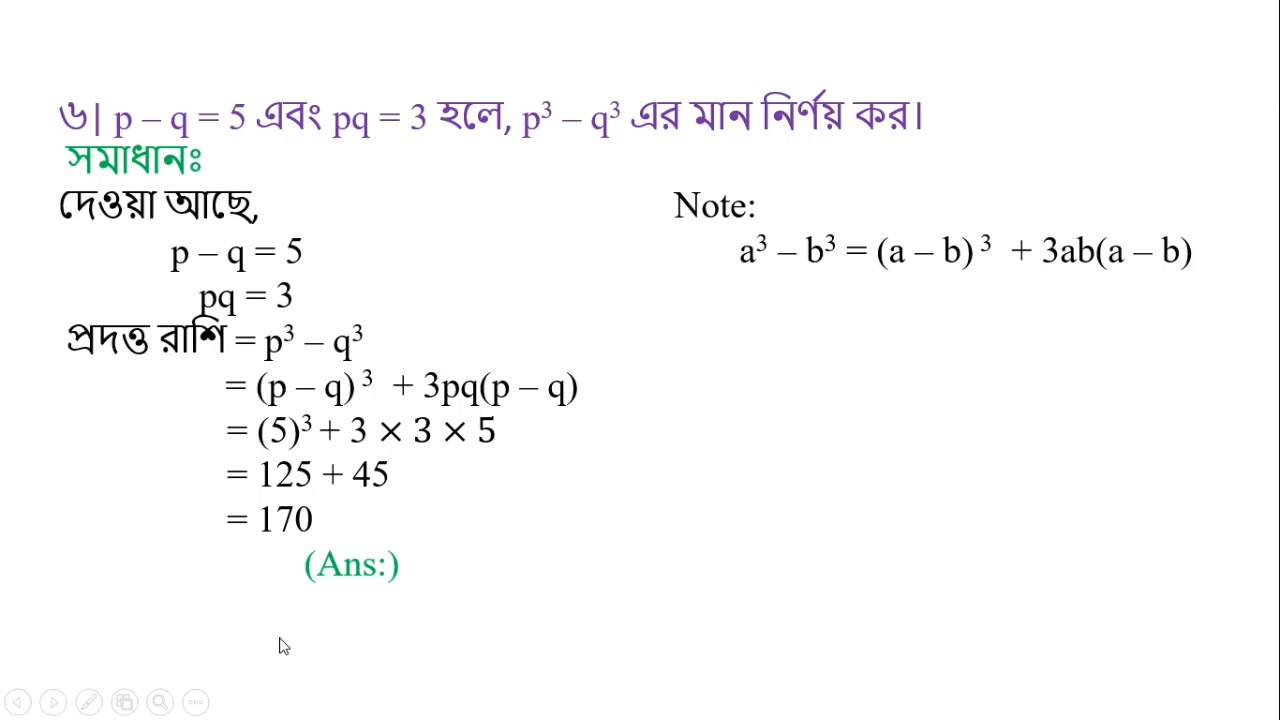 ৬| p – q = 5 এবং pq = 3 হলে, p³ – q³ এর মান নির্ণয় কর।
সমাধানঃ
দেওয়া আছে,
p – q = 5
pq = 3
প্রদত্ত রাশি = p³ – q³
= (p – q)³ + 3pq(p – q)
= (5)³ + 3 × 3 × 5
= 125 + 45
= 170
(Ans:)
Note:
a³ – b³ = (a – b)³ + 3ab(a – b)